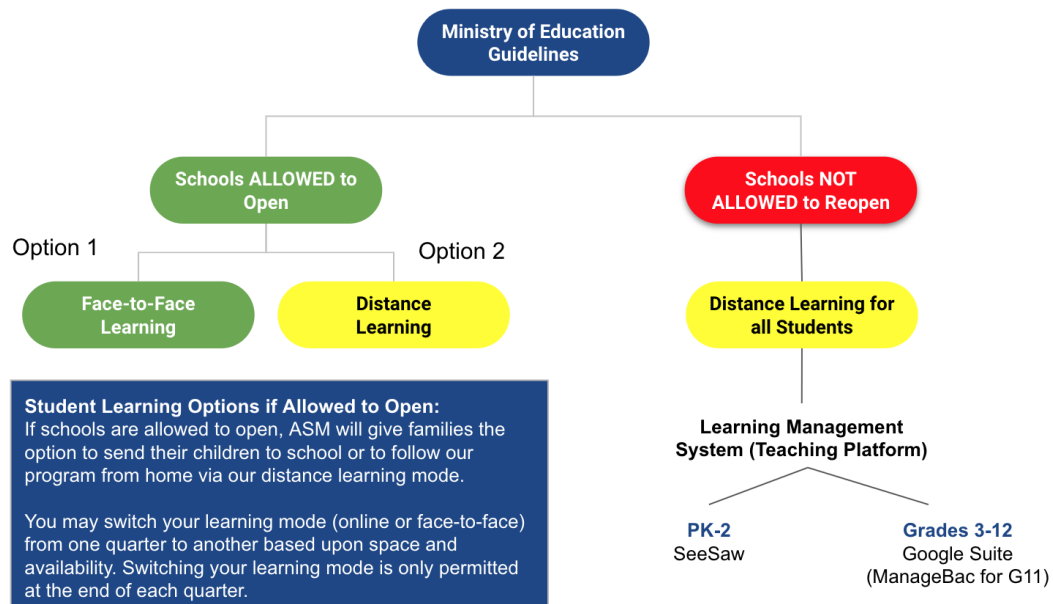 Ministry of Education
Guidelines
Schools ALLOWED to
Open
Schools NOT
ALLOWED to Reopen
Option 1
Option 2
Face-to-Face
Learning
Distance
Learning
Distance Learning for
all Students
Student Learning Options if Allowed to Open:
If schools are allowed to open, ASM will give families the
option to send their children to school or to follow our
program from home via our distance learning mode.
You may switch your learning mode (online or face-to-face)
from one quarter to another based upon space and
availability. Switching your learning mode is only permitted
at the end of each quarter.
Learning Management
System (Teaching Platform)
PK-2
SeeSaw
Grades 3-12
Google Suite
(ManageBac for G11)